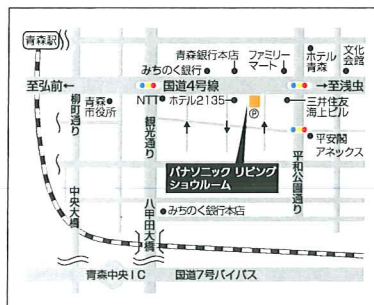 青森駅
青森銀行本店
ファミリー
マート
ホテル
青森
文化
会館
みちのく銀行
至弘前←
国道4号線
→至浅虫
柳町通り
青森
市役所
NTT
観光通り
ホテル2135
P
三井住友
海上ビル
平和公園通り
平安閣
アネックス
パナソニック リビング
ショウルーム
中央大橋
八甲田大橋
みちのく銀行本店
青森中央IC
国道7号バイパス